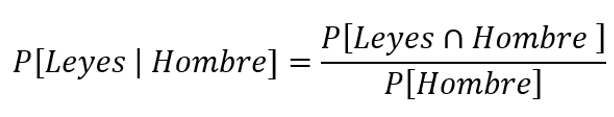 P[Leyes | Hombre] = P[Leyes ∩ Hombre ] / P[Hombre]